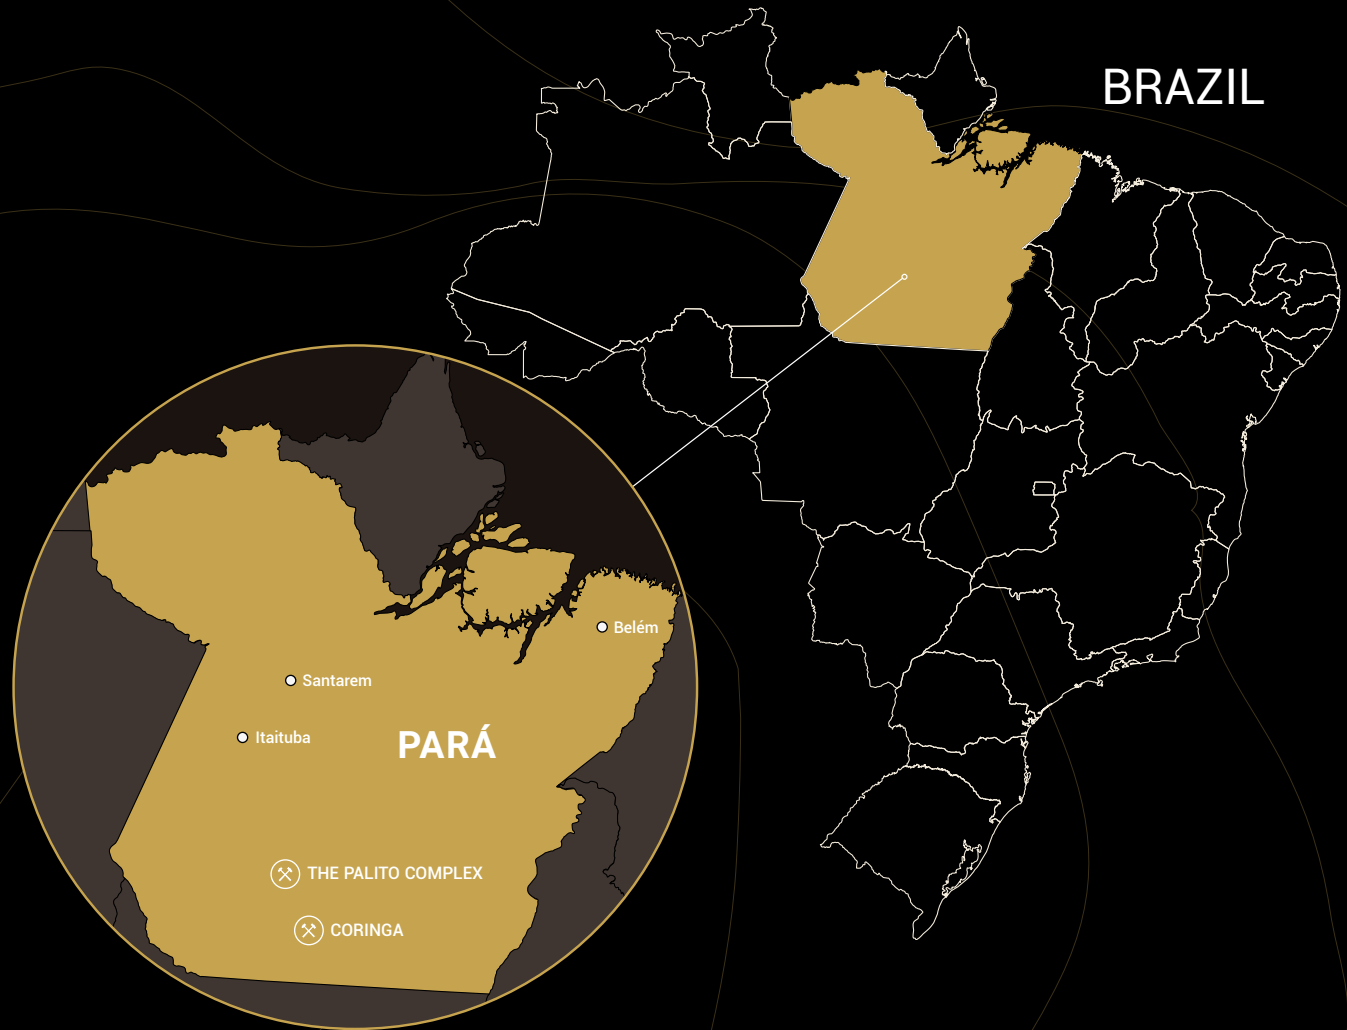 BRAZIL
Belém
Santarem
Itaituba
PARÁ
THE PALITO COMPLEX
CORINGA